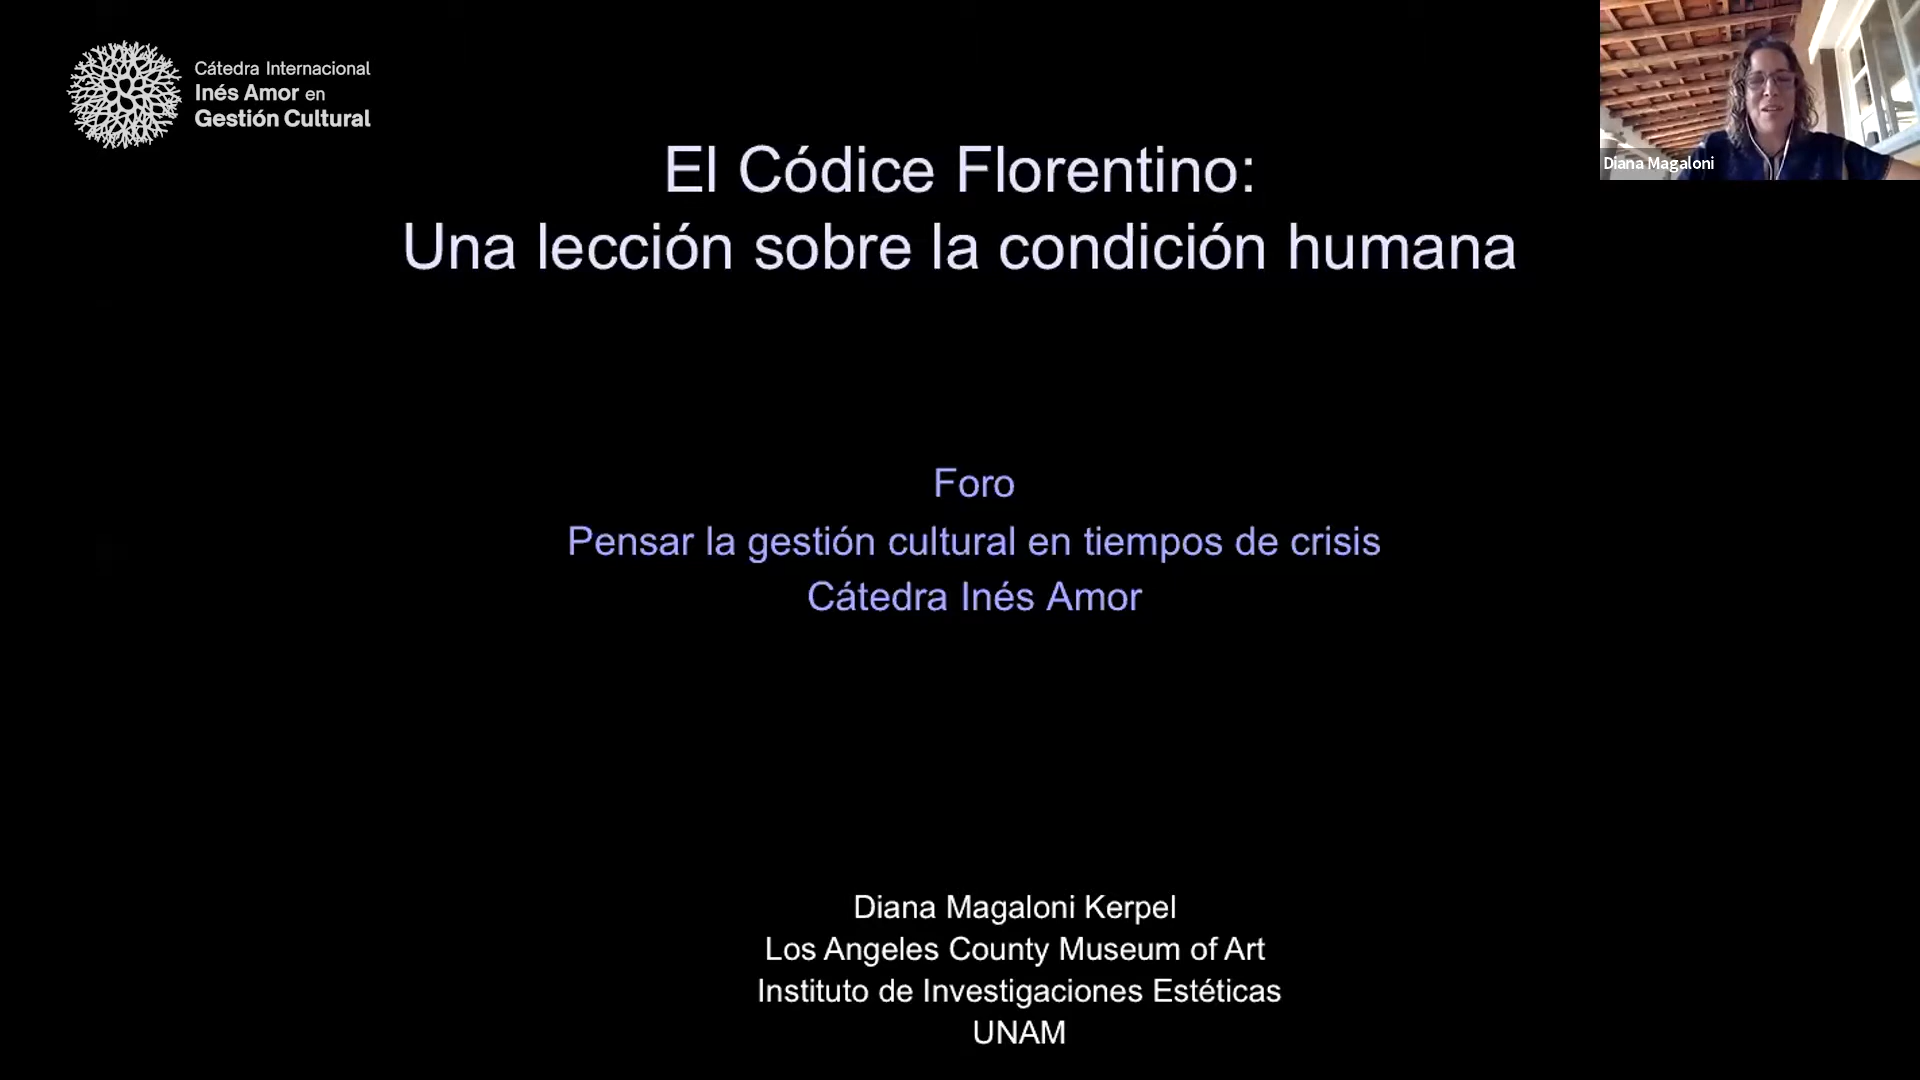 Cátedra Internacional
Inés Amor en
Gestión Cultural
Diana Magaloni
El Códice Florentino:
Una lección sobre la condición humana
Foro
Pensar la gestión cultural en tiempos de crisis
Cátedra Inés Amor
Diana Magaloni Kerpel
Los Angeles County Museum of Art
Instituto de Investigaciones Estéticas
UNAM